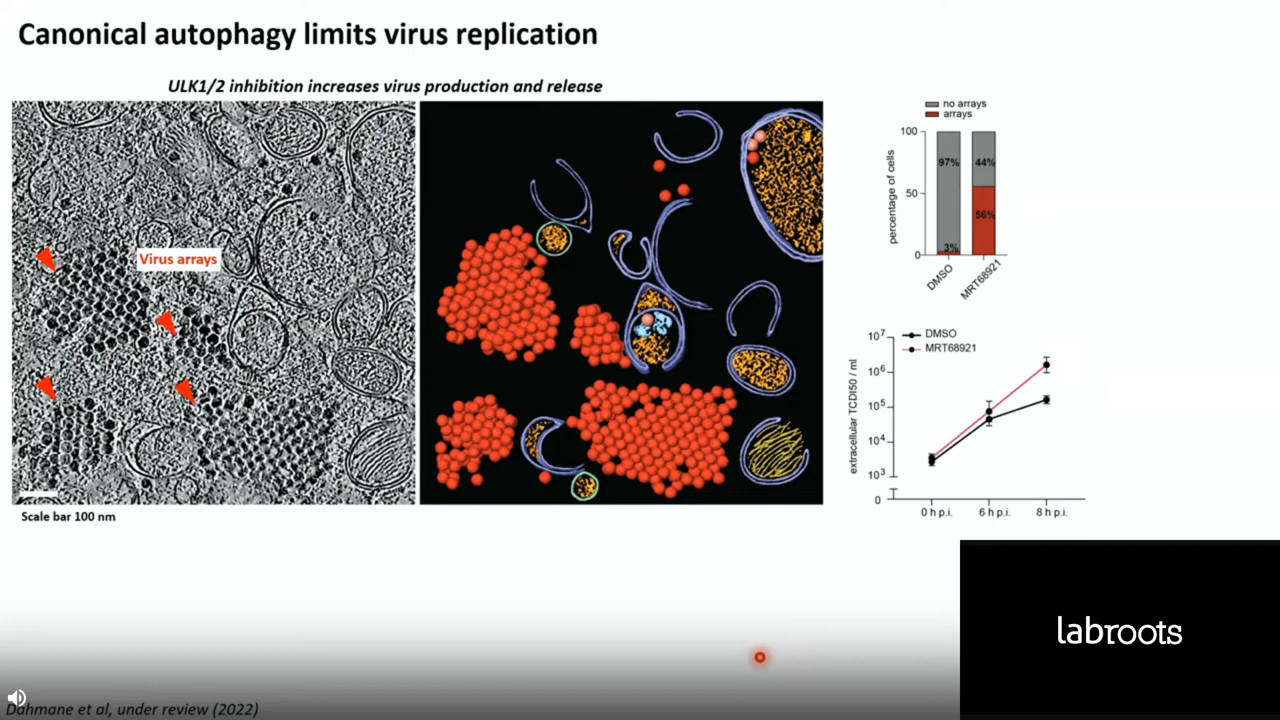 Canonical autophagy limits virus replication
ULK1/2 inhibition increases virus production and release
Virus arrays
Scale bar 100 nm
no arrays
arrays
percentage of cells
100
50
0
97%
3%
44%
56%
DMSO
MRT68921
DMSO
MRT68921
extracellular TCDI50 / ml
10⁷
10⁶
10⁵
10⁴
10³
0
0 h p.i.
6 h p.i.
8 h p.i.
labroots
Dahmane et al, under review (2022)